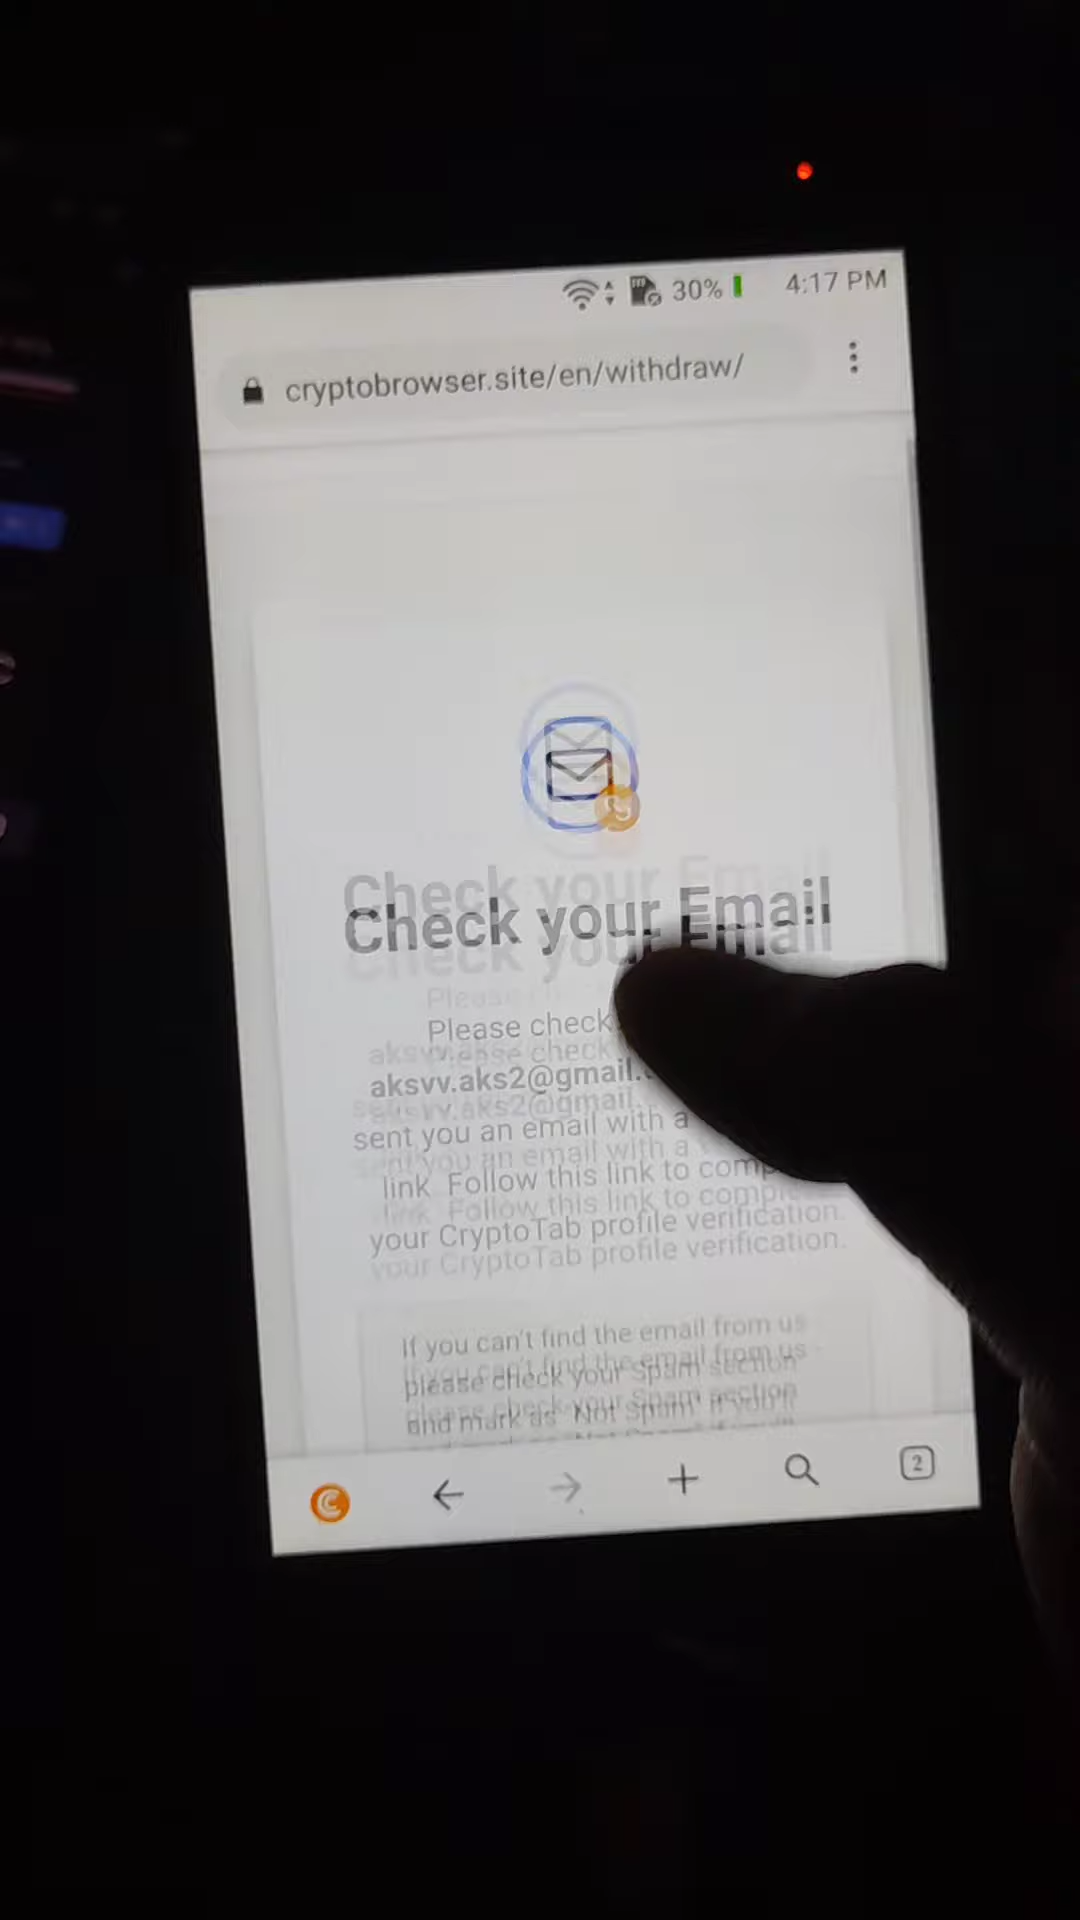 30% 4:17 PM
cryptobrowser.site/en/withdraw/
Check your Email
Please check
aksvv.aks2@gmail.
sent you an email with a
link. Follow this link to comp
your CryptoTab profile verification.
If you can't find the email from us
please check your Spam section
and mark as 'Not Spam' if you'll
2